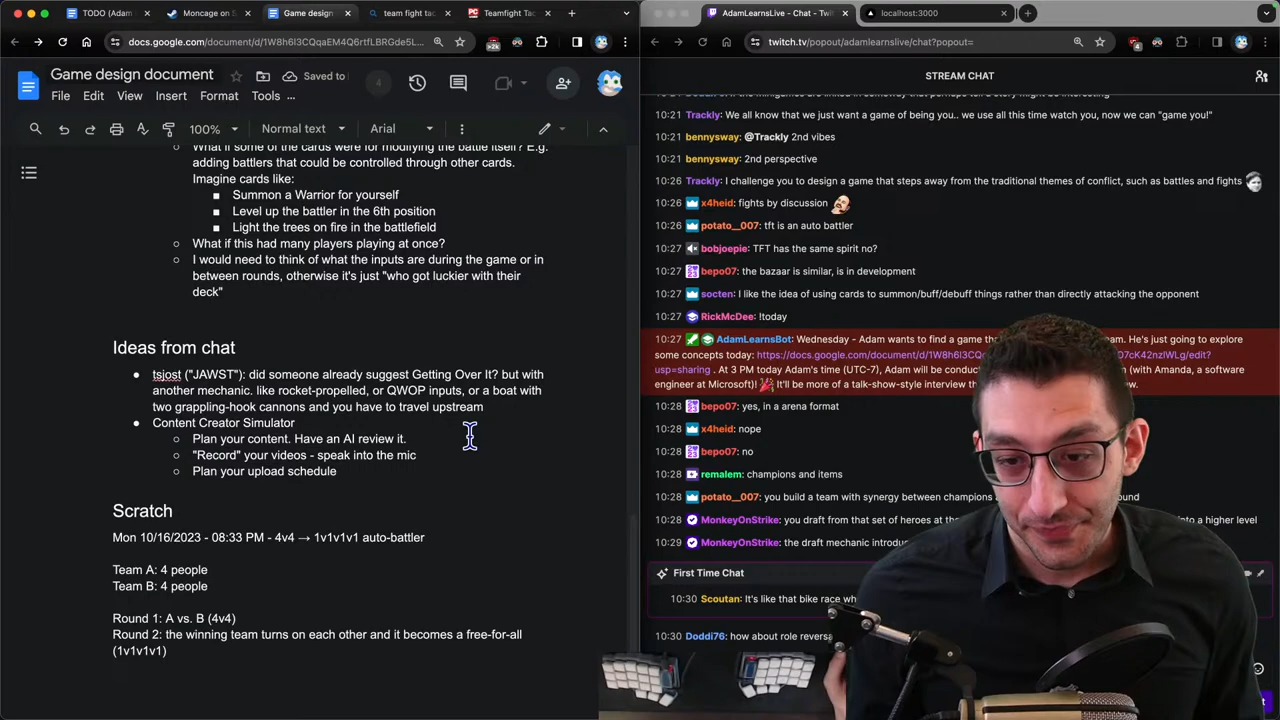 TODO (Adam
Moncage on
Game design
team fight tac
Teamfight Tac
AdamLearnsLive - Chat - Twi
localhost:3000
docs.google.com/document/d/1W8h6I3CQqaEM4Q6rtfLBRGde5L...
twitch.tv/popout/adamlearnslive/chat?popout=
Game design document
Saved to
File Edit View Insert Format Tools ...
100% Normal text Arial
What if some of the cards were for modifying the battle itself? E.g.
adding battlers that could be controlled through other cards.
Imagine cards like:
Summon a Warrior for yourself
Level up the battler in the 6th position
Light the trees on fire in the battlefield
What if this had many players playing at once?
I would need to think of what the inputs are during the game or in
between rounds, otherwise it's just "who got luckier with their
deck"
Ideas from chat
tsjost ("JAWST"): did someone already suggest Getting Over It? but with
another mechanic. like rocket-propelled, or QWOP inputs, or a boat with
two grappling-hook cannons and you have to travel upstream
Content Creator Simulator
Plan your content. Have an AI review it.
"Record" your videos - speak into the mic
Plan your upload schedule
Scratch
Mon 10/16/2023 - 08:33 PM - 4v4 → 1v1v1v1 auto-battler
Team A: 4 people
Team B: 4 people
Round 1: A vs. B (4v4)
Round 2: the winning team turns on each other and it becomes a free-for-all
(1v1v1v1)
STREAM CHAT
10:21 Trackly: We all know that we just want a game of being you.. we use all this time watch you, now we can "game you!"
10:21 bennysway: @Trackly 2nd vibes
10:21 bennysway: 2nd perspective
10:26 Trackly: I challenge you to design a game that steps away from the traditional themes of conflict, such as battles and fights
10:26 x4heid: fights by discussion
10:26 potato__007: tft is an auto battler
10:27 bobjoepie: TFT has the same spirit no?
10:27 bepo07: the bazaar is similar, is in development
10:27 socten: I like the idea of using cards to summon/buff/debuff things rather than directly attacking the opponent
10:27 RickMcDee: !today
10:27 AdamLearnsBot: Wednesday - Adam wants to find a game th
eam. He's just going to explore
some concepts today: https://docs.google.com/document/d/1W8h6I
D7cK42nzlWLg/edit?
usp=sharing . At 3 PM today Adam's time (UTC-7), Adam will be conduc
n (with Amanda, a software
engineer at Microsoft)! It'll be more of a talk-show-style interview th
10:28 bepo07: yes, in a arena format
10:28 x4heid: nope
10:28 bepo07: no
10:28 remalem: champions and items
10:28 potato__007: you build a team with synergy between champions a
ound
10:28 MonkeyOnStrike: you draft from that set of heroes at the
into a higher level
10:29 MonkeyOnStrike: the draft mechanic introduc
First Time Chat
10:30 Scoutan: It's like that bike race wh
10:30 Doddi76: how about role reversa